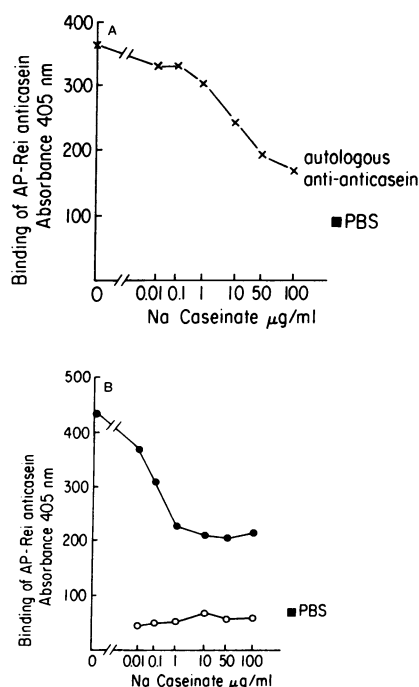 A
Binding of AP-Rei anticasein
Absorbance 405 nm
400
300
200
100
autologous
anti-anticasein
PBS
0 0.01 0.1 1 10 50 100
Na Caseinate μg/ml
B
Binding of AP-Rei anticasein
Absorbance 405 nm
500
400
300
200
100
PBS
0 0.01 0.1 1 10 50 100
Na Caseinate μg/ml